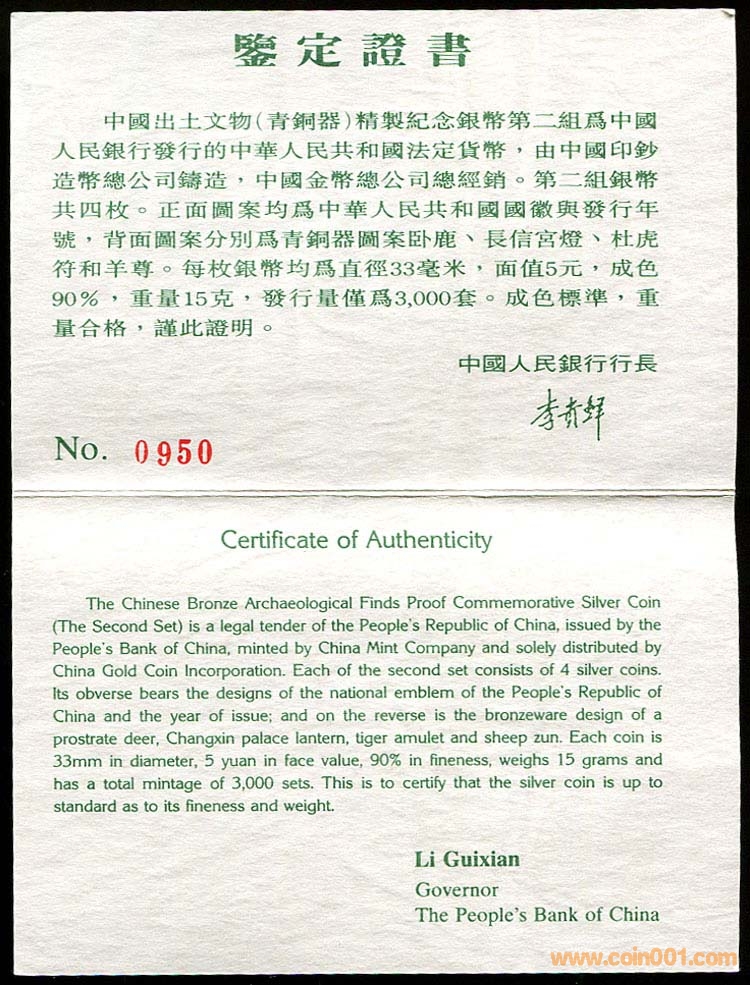 鑒定證書
中國出土文物(青銅器)精製紀念銀幣第二組爲中國
人民銀行發行的中華人民共和國法定貨幣，由中國印鈔
造幣總公司鑄造，中國金幣總公司總經銷。第二組銀幣
共四枚。正面圖案均爲中華人民共和國國徽與發行年
號，背面圖案分別爲青銅器圖案卧鹿、長信宮燈、杜虎
符和羊尊。每枚銀幣均爲直徑33毫米，面值5元，成色
90%，重量15克，發行量僅爲3,000套。成色標準，重
量合格，謹此證明。
中國人民銀行行長
李貴鮮
No. 0950
Certificate of Authenticity
The Chinese Bronze Archaeological Finds Proof Commemorative Silver Coin
(The Second Set) is a legal tender of the People's Republic of China, issued by the
People's Bank of China, minted by China Mint Company and solely distributed by
China Gold Coin Incorporation. Each of the second set consists of 4 silver coins.
Its obverse bears the designs of the national emblem of the People's Republic of
China and the year of issue; and on the reverse is the bronzeware design of a
prostrate deer, Changxin palace lantern, tiger amulet and sheep zun. Each coin is
33mm in diameter, 5 yuan in face value, 90% in fineness, weighs 15 grams and
has a total mintage of 3,000 sets. This is to certify that the silver coin is up to
standard as to its fineness and weight.
Li Guixian
Governor
The People's Bank of China
www.coin001.com